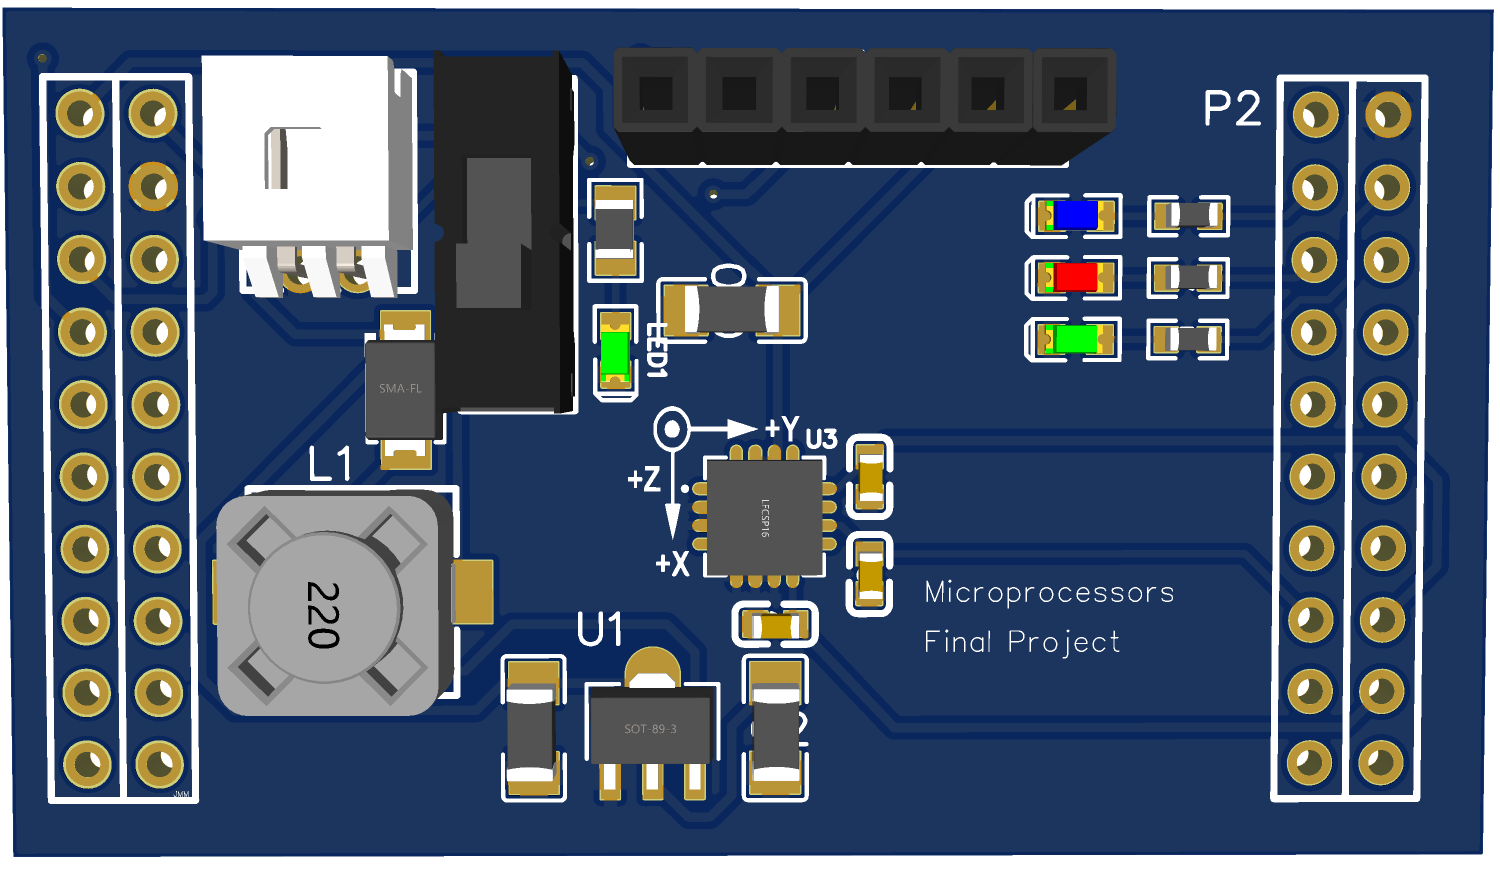 P2
LED1
SMA-FL
+Y
U3
L1
+Z
LFCSP16
+X
220
Microprocessors
U1
Final Project
SOT-89-3
JMM